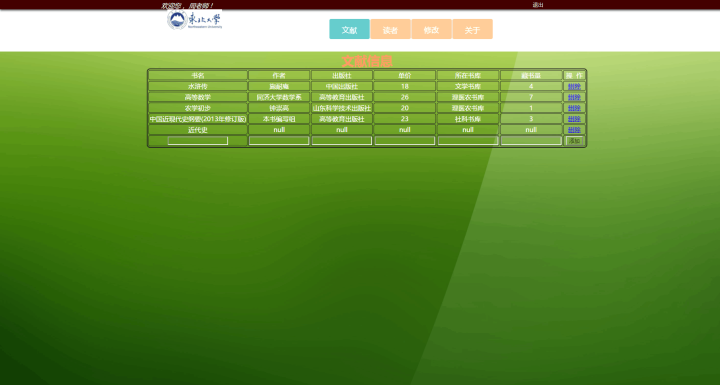 欢迎您，周老师！
退出
东北大学
Northeastern University
文献 读者 修改 关于
书名 作者 出版社 单价 所在书库 藏书量 操 作
水浒传 施耐庵 中国出版社 18 文学书库 4 删除
高等数学 同济大学数学系 高等教育出版社 26 理医农书库 7 删除
农学初步 钟崇高 山东科学技术出版社 20 理医农书库 1 删除
中国近现代史纲要(2013年修订版) 本书编写组 高等教育出版社 23 社科书库 3 删除
近代史 null null null null null 删除
添加